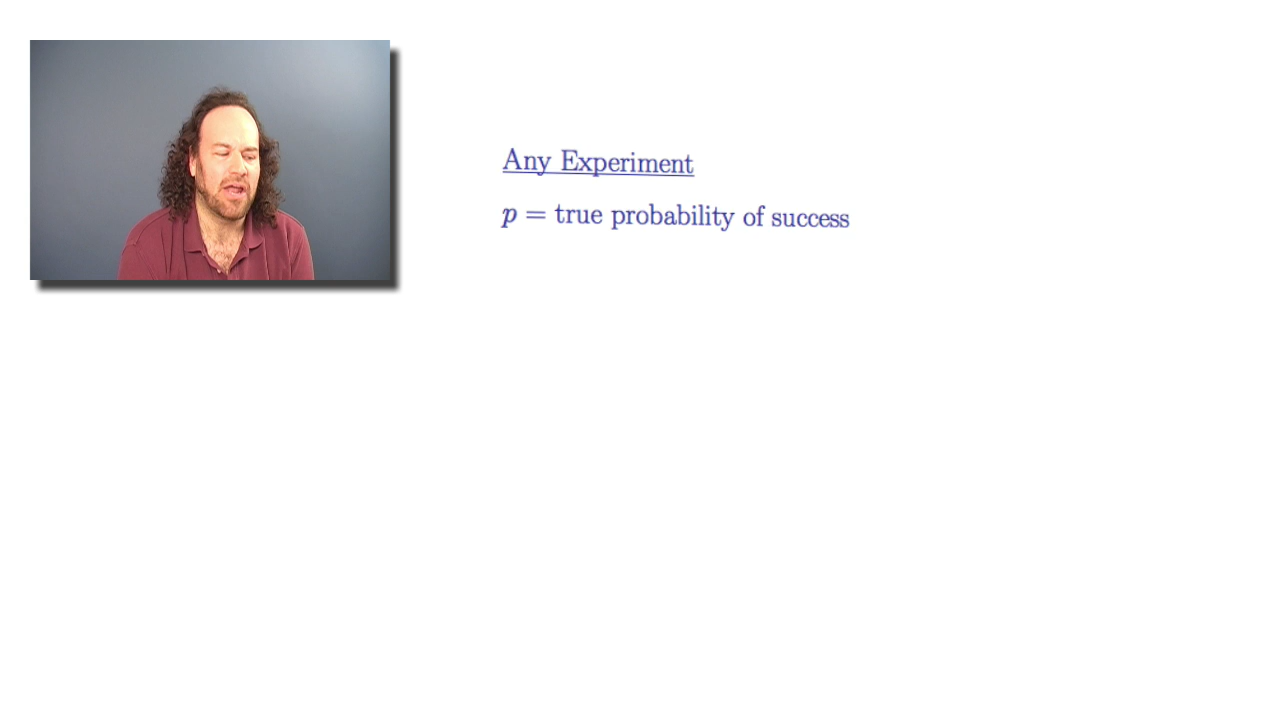 Any Experiment
p = true probability of success